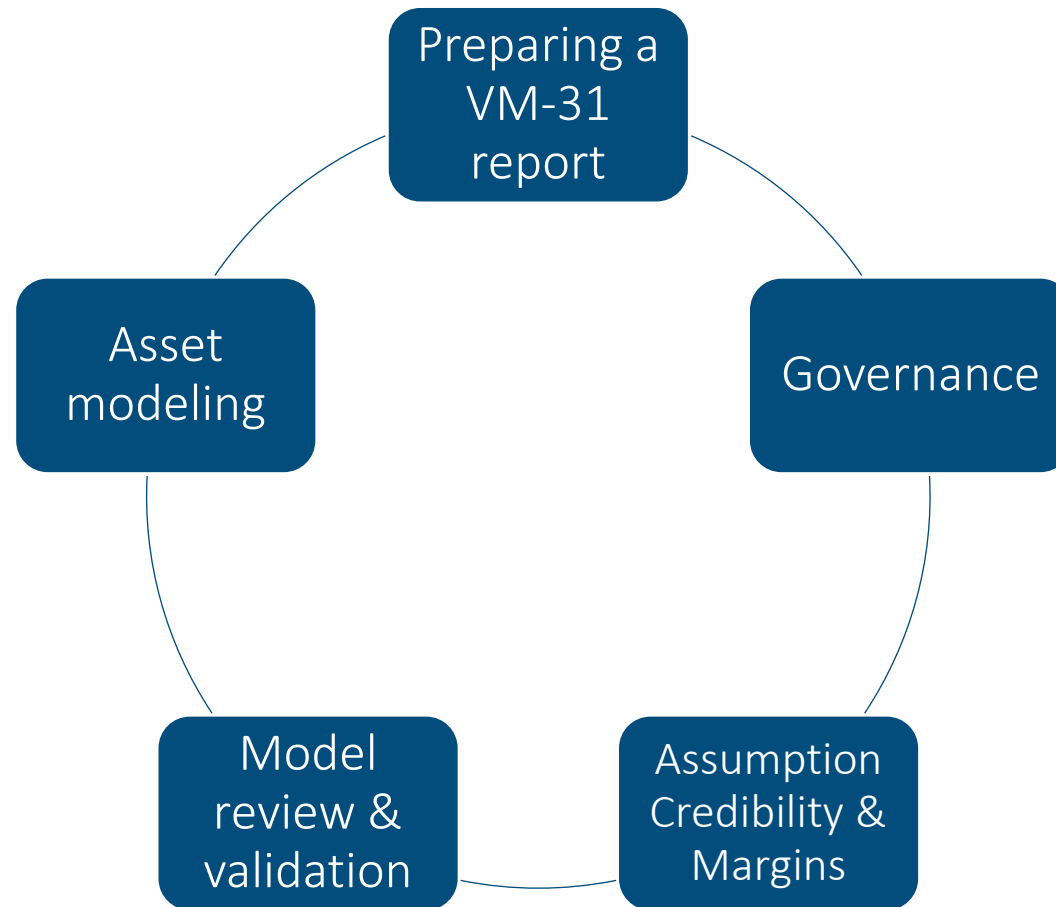 Preparing a
VM-31
report
Governance
Assumption
Credibility &
Margins
Model
review &
validation
Asset
modeling